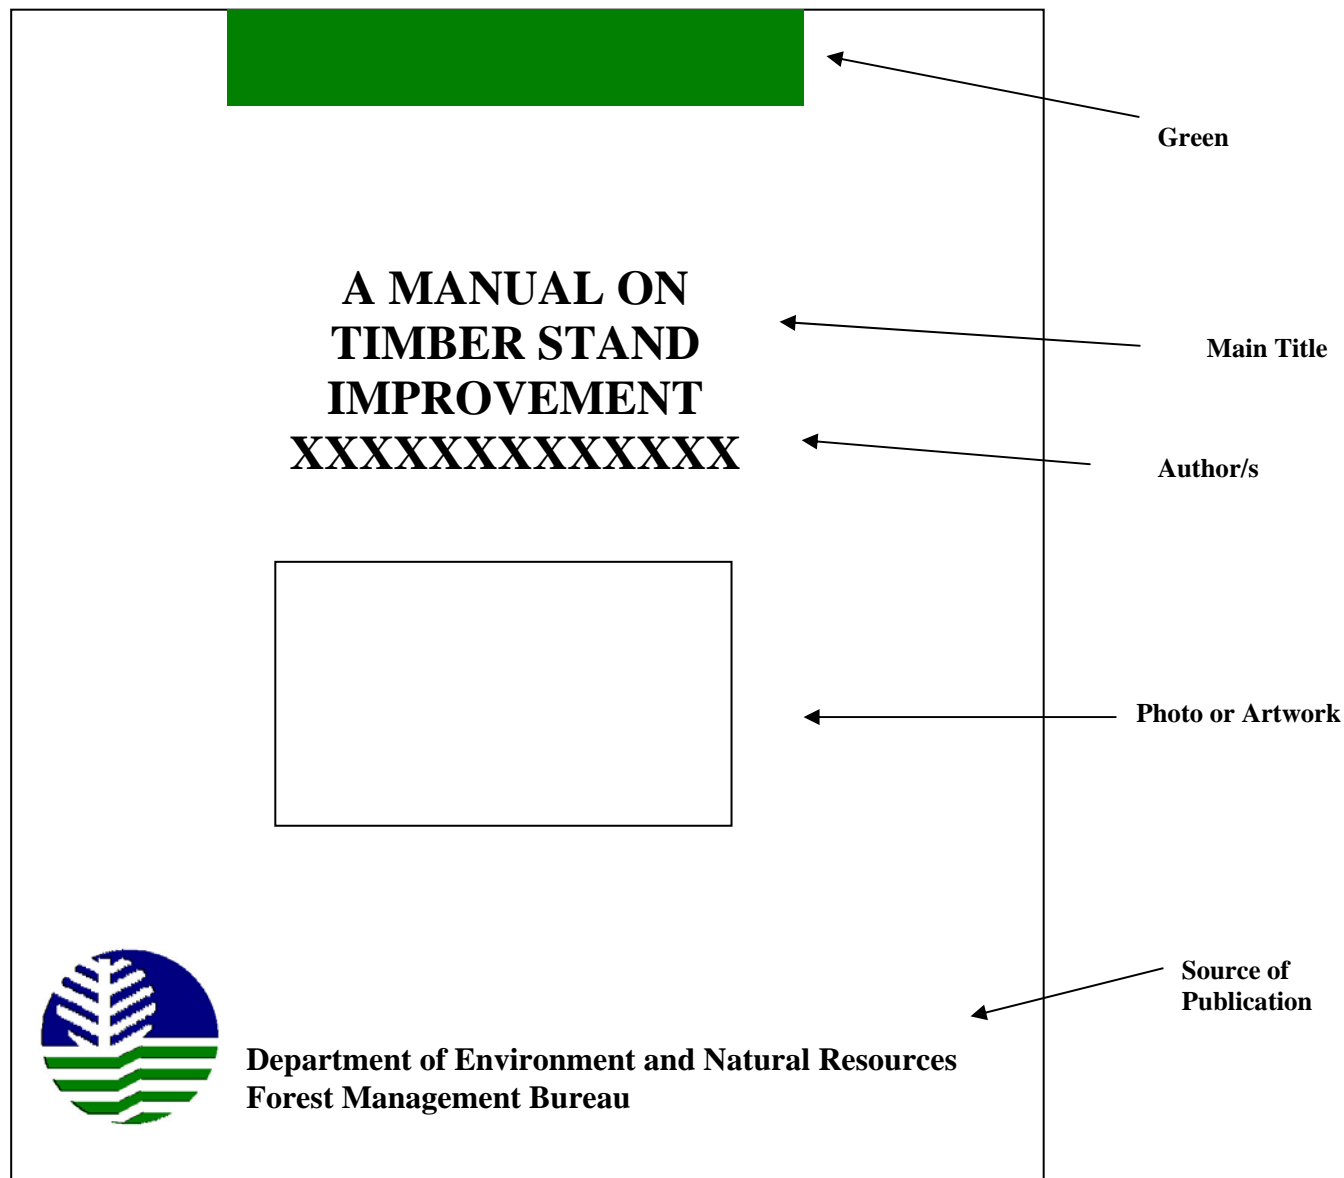 Green
A MANUAL ON
TIMBER STAND
IMPROVEMENT
Main Title
XXXXXXXXXXXXX
Author/s
Photo or Artwork
Source of
Publication
Department of Environment and Natural Resources
Forest Management Bureau